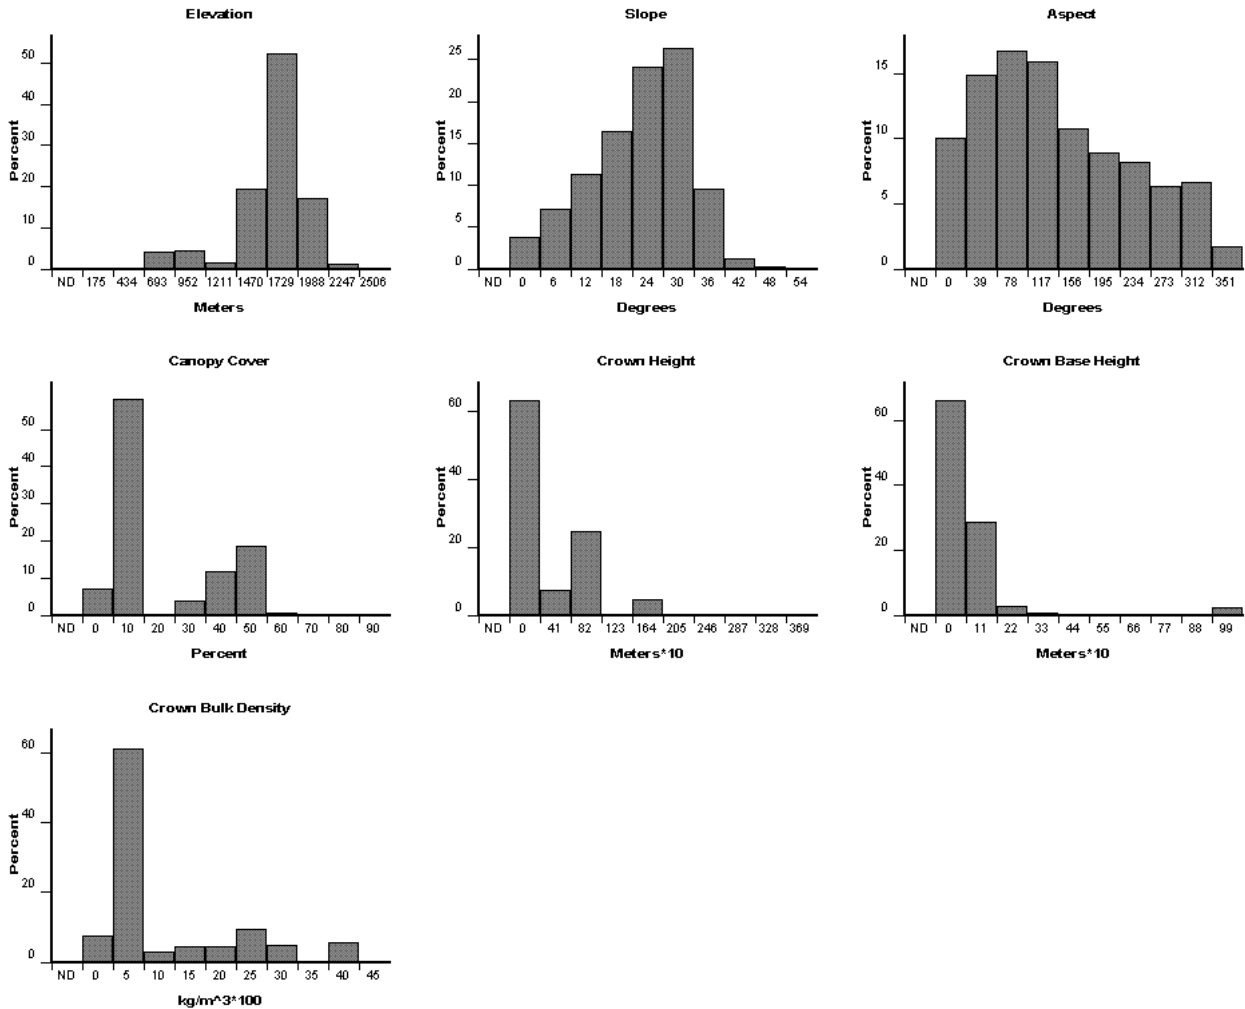 Elevation
Percent
50
40
30
20
10
0
ND 175 434 693 952 1211 1470 1729 1988 2247 2506
Meters
Slope
Percent
25
20
15
10
5
0
ND 0 6 12 18 24 30 36 42 48 54
Degrees
Aspect
Percent
15
10
5
0
ND 0 39 78 117 156 195 234 273 312 351
Degrees
Canopy Cover
Percent
50
40
30
20
10
0
ND 0 10 20 30 40 50 60 70 80 90
Percent
Crown Height
Percent
60
40
20
0
ND 0 41 82 123 164 205 246 287 328 369
Meters*10
Crown Base Height
Percent
60
40
20
0
ND 0 11 22 33 44 55 66 77 88 99
Meters*10
Crown Bulk Density
Percent
60
40
20
0
ND 0 5 10 15 20 25 30 35 40 45
kg/m^3*100